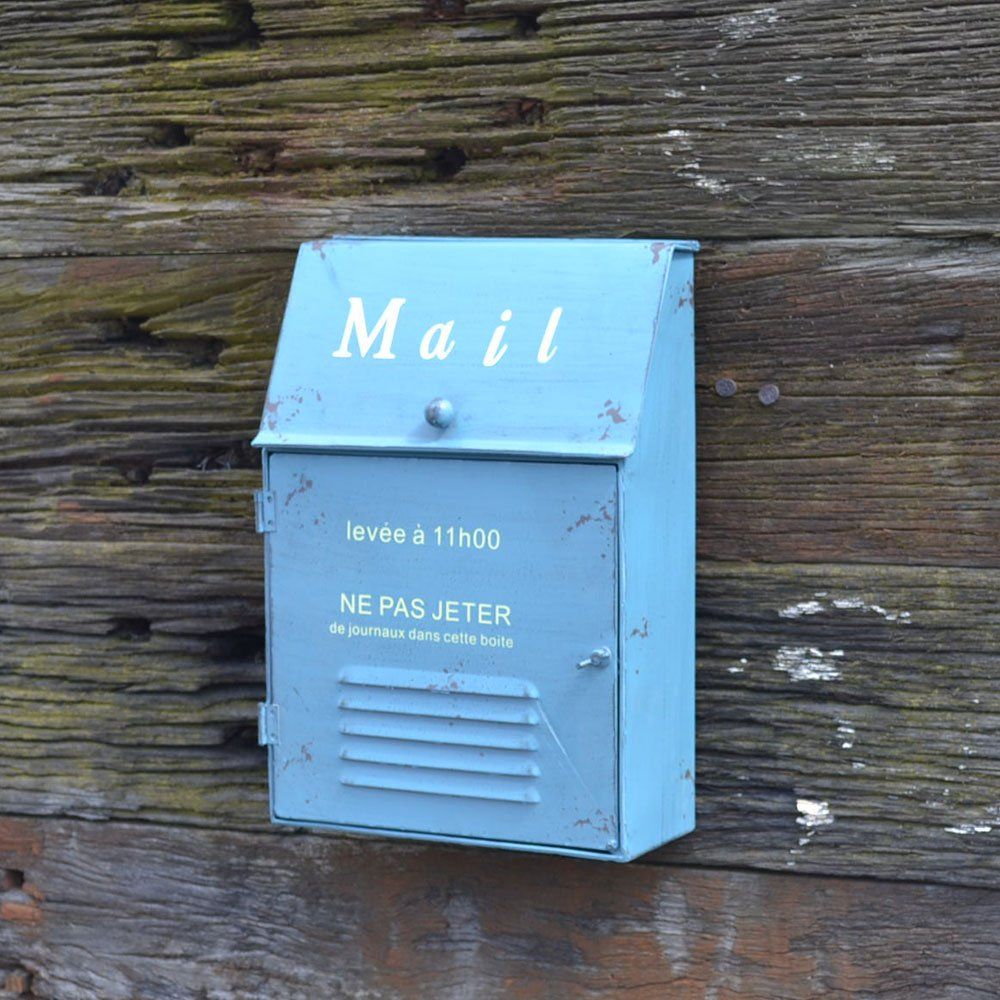 Mail
levée à 11h00
NE PAS JETER
de journaux dans cette boite